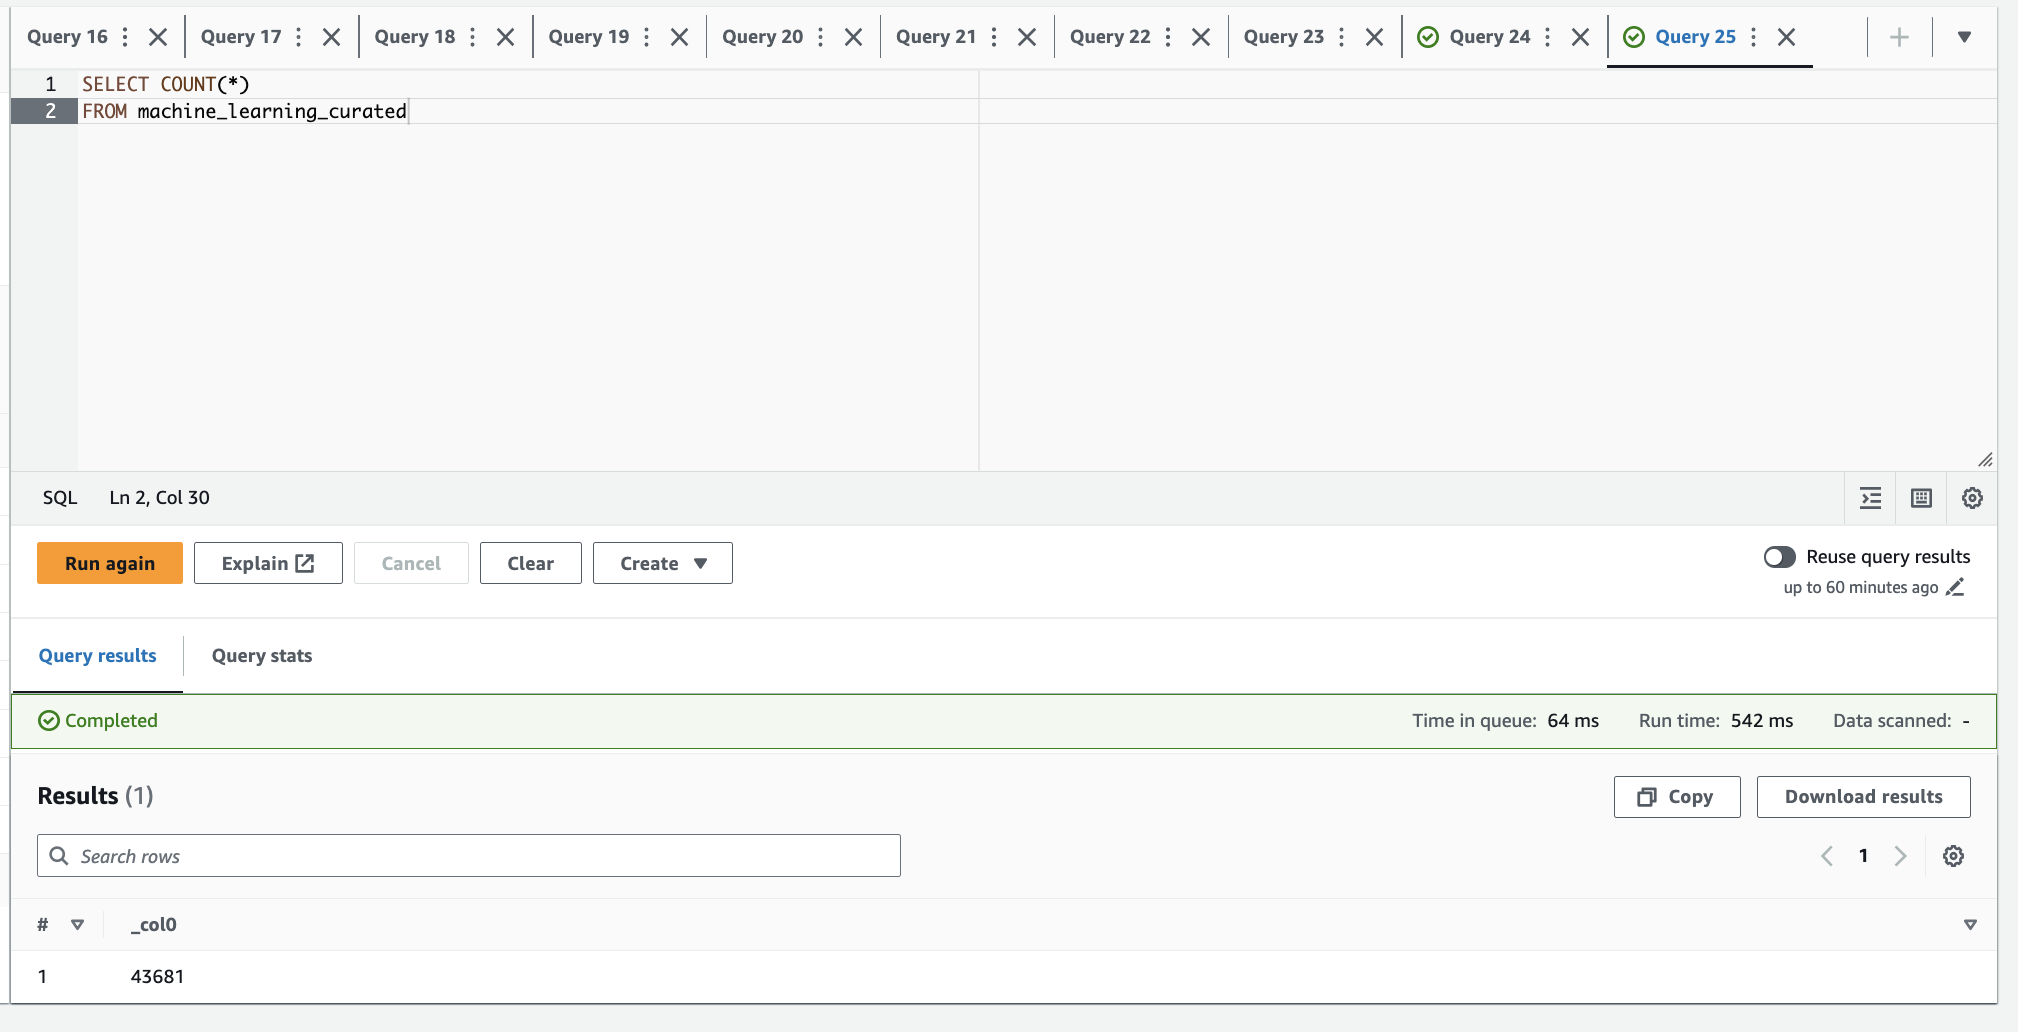 Query 16 Query 17 Query 18 Query 19 Query 20 Query 21 Query 22 Query 23 Query 24 Query 25
1 SELECT COUNT(*)
2 FROM machine_learning_curated
SQL Ln 2, Col 30
Run again Explain Cancel Clear Create Reuse query results
up to 60 minutes ago
Query results Query stats
Completed Time in queue: 64 ms Run time: 542 ms Data scanned: -
Results (1) Copy Download results
Search rows 1
# _col0
1 43681